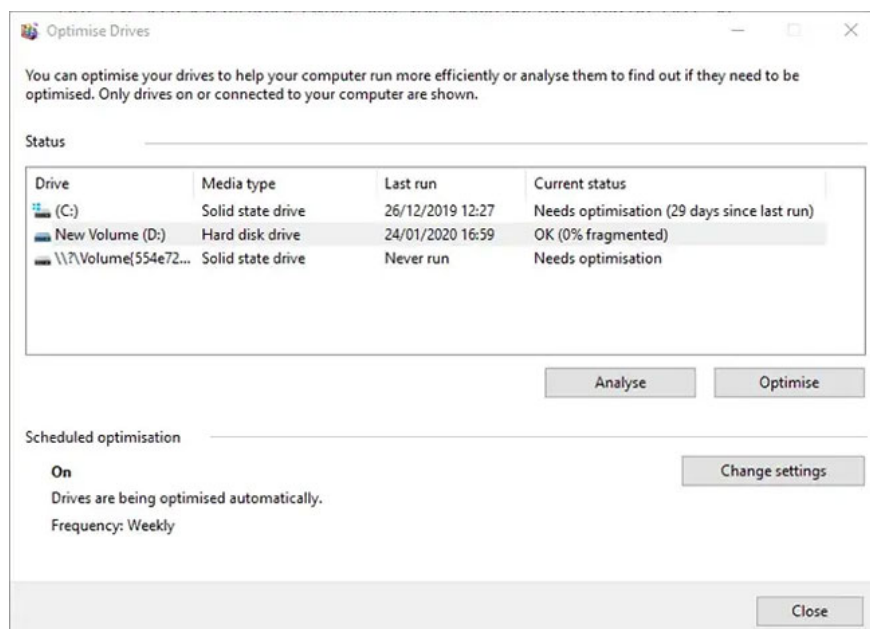 Optimise Drives
You can optimise your drives to help your computer run more efficiently or analyse them to find out if they need to be
optimised. Only drives on or connected to your computer are shown.
Status
Drive Media type Last run Current status
(C:) Solid state drive 26/12/2019 12:27 Needs optimisation (29 days since last run)
New Volume (D:) Hard disk drive 24/01/2020 16:59 OK (0% fragmented)
\\?\Volume{554e72... Solid state drive Never run Needs optimisation
Analyse Optimise
Scheduled optimisation
On Change settings
Drives are being optimised automatically.
Frequency: Weekly
Close